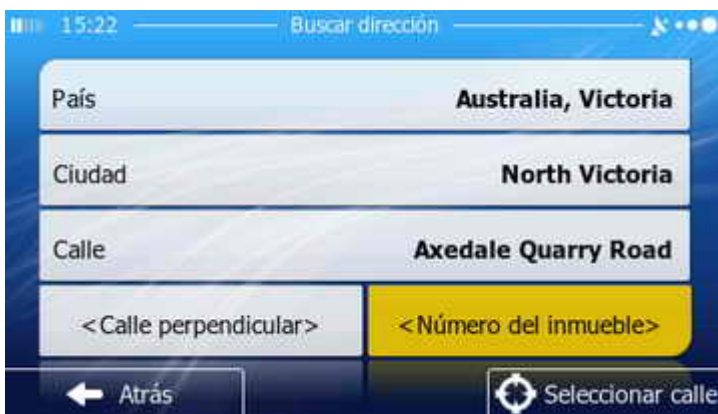 15:22 Buscar dirección
País Australia, Victoria
Ciudad North Victoria
Calle Axedale Quarry Road
<Calle perpendicular> <Número del inmueble>
Atrás Seleccionar calle